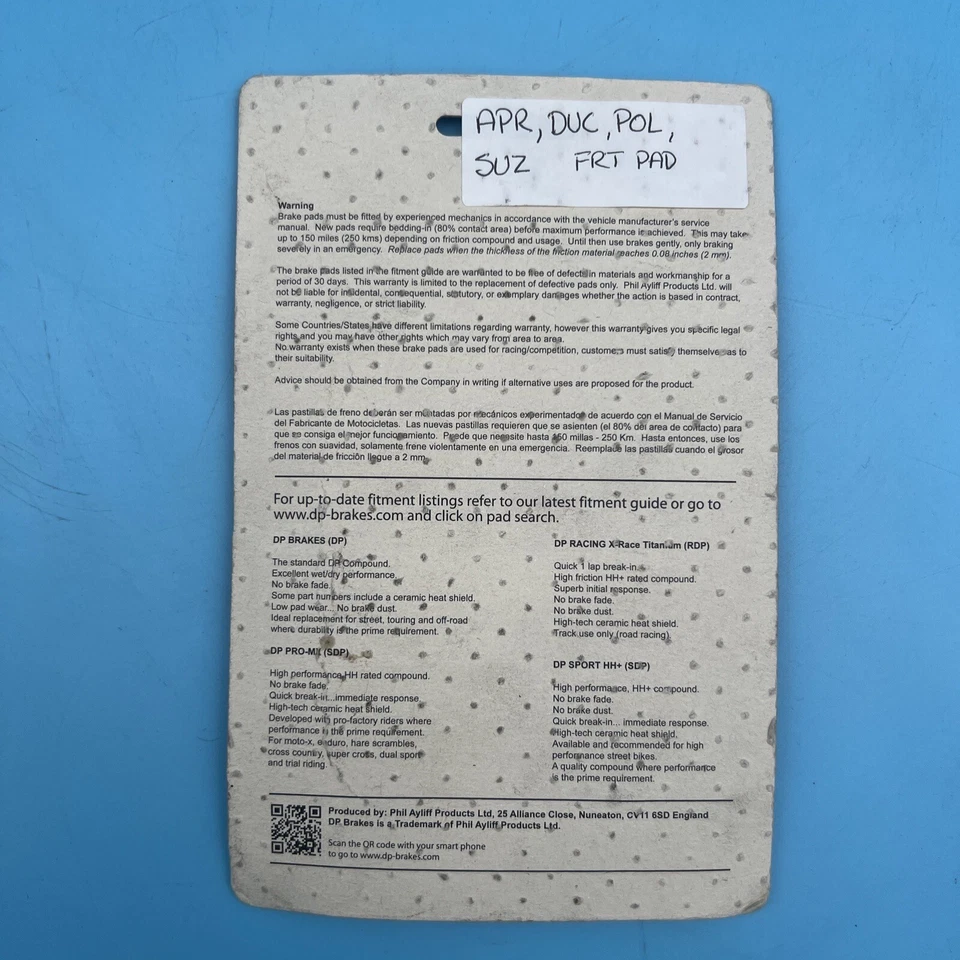 APR, DUC, POL,
SUZ FRT PAD
Warning
Brake pads must be fitted by experienced mechanics in accordance with the vehicle manufacturer's service
manual. New pads require bedding-in (80% contact area) before maximum performance is achieved. This may take
up to 150 miles (250 kms) depending on friction compound and usage. Until then use brakes gently, only braking
severely in an emergency. Replace pads when the thickness of the friction material reaches 0.08 inches (2 mm).
The brake pads listed in the fitment guide are warranted to be free of defects in materials and workmanship for a
period of 30 days. This warranty is limited to the replacement of defective pads only. Phil Ayliff Products Ltd. will
not be liable for insidental, consequential, statutory, or exemplary damages whether the action is based in contract,
warranty, negligence, or strict liability.
Some Countries/States have different limitations regarding warranty, however this warranty gives you specific legal
rights and you may have other rights which may vary from area to area.
No warranty exists when these brake pads are used for racing/competition, customers must satisfy themselves as to
their suitability.
Advice should be obtained from the Company in writing if alternative uses are proposed for the product.
Las pastillas de freno deberán ser montadas por mecánicos experimentados de acuerdo con el Manual de Servicio
del Fabricante de Motocicletas. Las nuevas pastillas requieren que se asienten (el 80% del area de contacto) para
que se consiga el mejor funcionamiento. Puede que necesite hasta 150 millas - 250 Km. Hasta entonces, use los
frenos con suavidad, solamente frene violentamente en una emergencia. Reemplace las pastillas cuando el grosor
del material de fricción llegue a 2 mm.
For up-to-date fitment listings refer to our latest fitment guide or go to
www.dp-brakes.com and click on pad search.
DP BRAKES (DP)
The standard DP Compound.
Excellent wet/dry performance.
No brake fade.
Some part numbers include a ceramic heat shield.
Low pad wear... No brake dust.
Ideal replacement for street, touring and off-road
where durability is the prime requirement.
DP PRO-MX (SDP)
High performance HH rated compound.
No brake fade.
Quick break-in...immediate response.
High-tech ceramic heat shield.
Developed with pro-factory riders where
performance is the prime requirement.
For moto-x, enduro, hare scrambles,
cross country, super cross, dual sport
and trial riding.
DP RACING X-Race Titanium (RDP)
Quick 1 lap break-in.
High friction HH+ rated compound.
Superb initial response.
No brake fade.
No brake dust.
High-tech ceramic heat shield.
Track use only (road racing).
DP SPORT HH+ (SDP)
High performance, HH+ compound.
No brake fade.
No brake dust.
Quick break-in... immediate response.
High-tech ceramic heat shield.
Available and recommended for high
performance street bikes.
A quality compound where performance
is the prime requirement.
Produced by: Phil Ayliff Products Ltd, 25 Alliance Close, Nuneaton, CV11 6SD England
DP Brakes is a Trademark of Phil Ayliff Products Ltd.
Scan the QR code with your smart phone
to go to www.dp-brakes.com